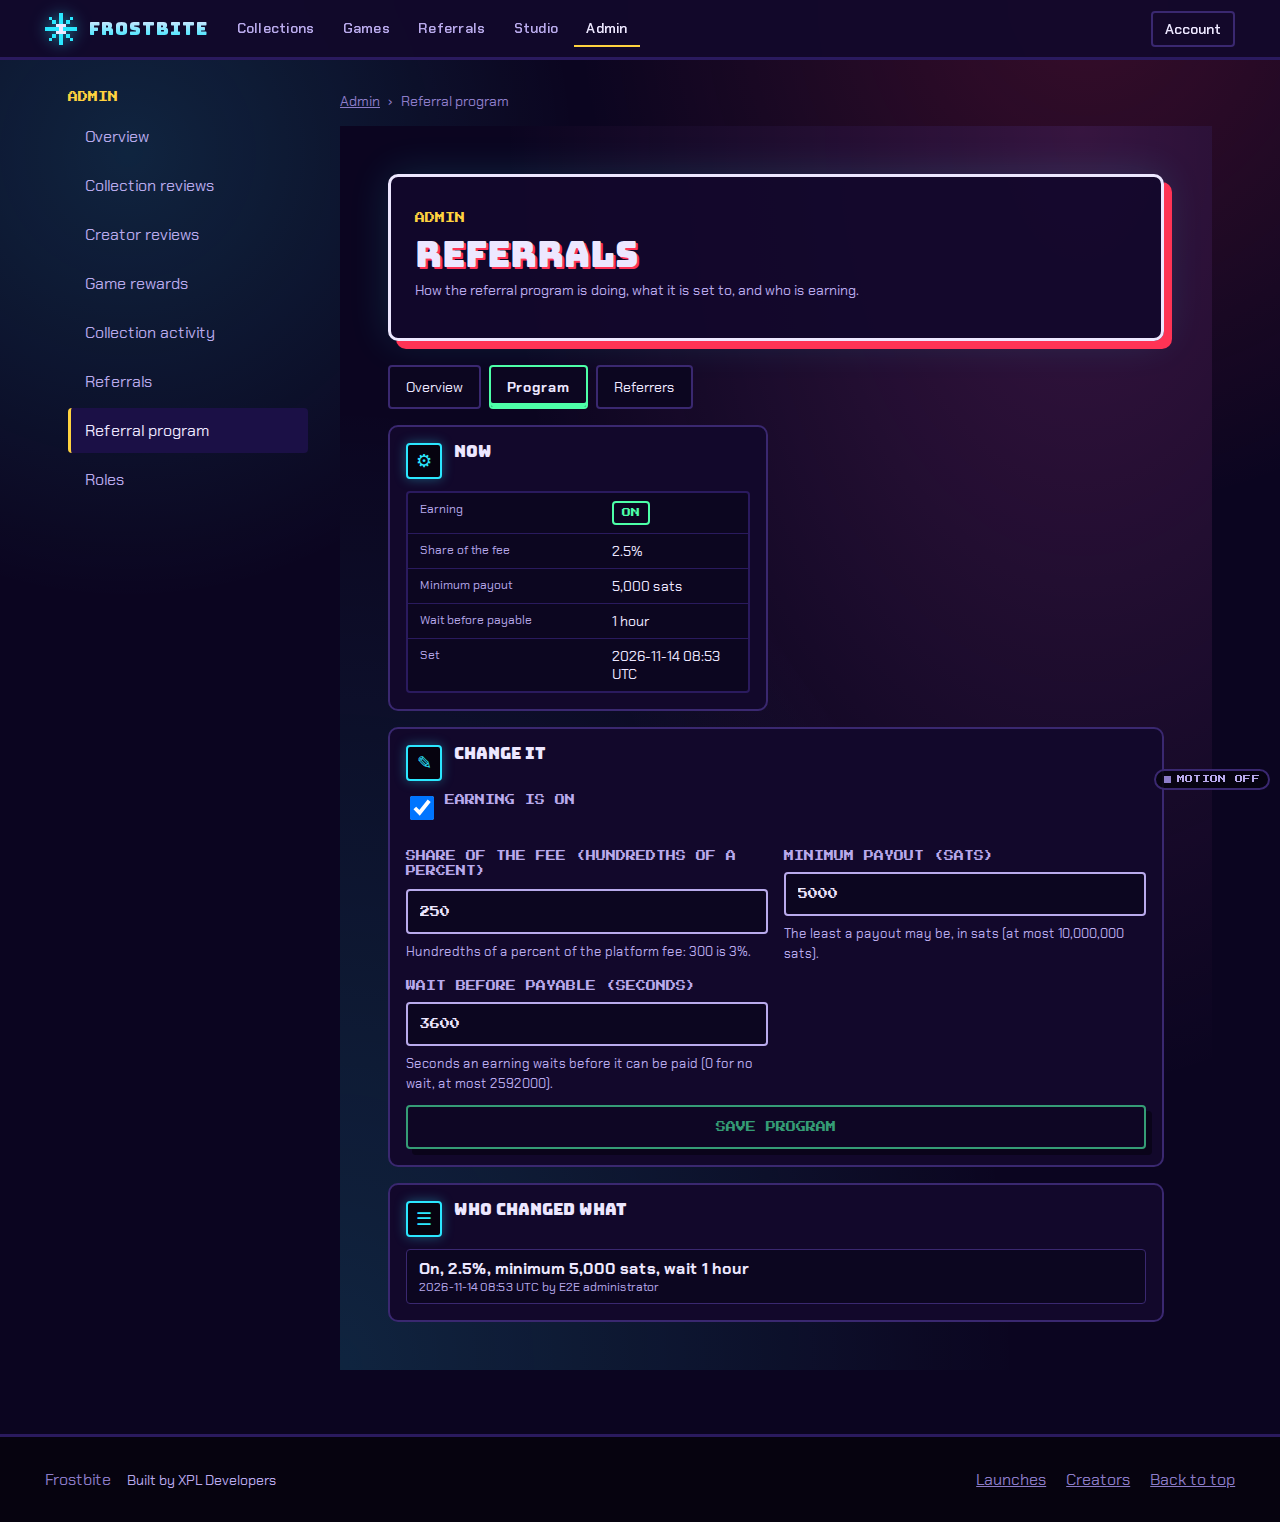 FROSTBITE
Collections
Games
Referrals
Studio
Admin
Account
ADMIN
Overview
Collection reviews
Creator reviews
Game rewards
Collection activity
Referrals
Referral program
Roles
Admin › Referral program
ADMIN
REFERRALS
How the referral program is doing, what it is set to, and who is earning.
Overview
Program
Referrers
NOW
Earning ON
Share of the fee 2.5%
Minimum payout 5,000 sats
Wait before payable 1 hour
Set 2026-11-14 08:53
UTC
CHANGE IT
MOTION OFF
EARNING IS ON
SHARE OF THE FEE (HUNDREDTHS OF A
PERCENT)
250
Hundredths of a percent of the platform fee: 300 is 3%.
MINIMUM PAYOUT (SATS)
5000
The least a payout may be, in sats (at most 10,000,000
sats).
WAIT BEFORE PAYABLE (SECONDS)
3600
Seconds an earning waits before it can be paid (0 for no
wait, at most 2592000).
SAVE PROGRAM
WHO CHANGED WHAT
On, 2.5%, minimum 5,000 sats, wait 1 hour
2026-11-14 08:53 UTC by E2E administrator
Frostbite
Built by XPL Developers
Launches
Creators
Back to top